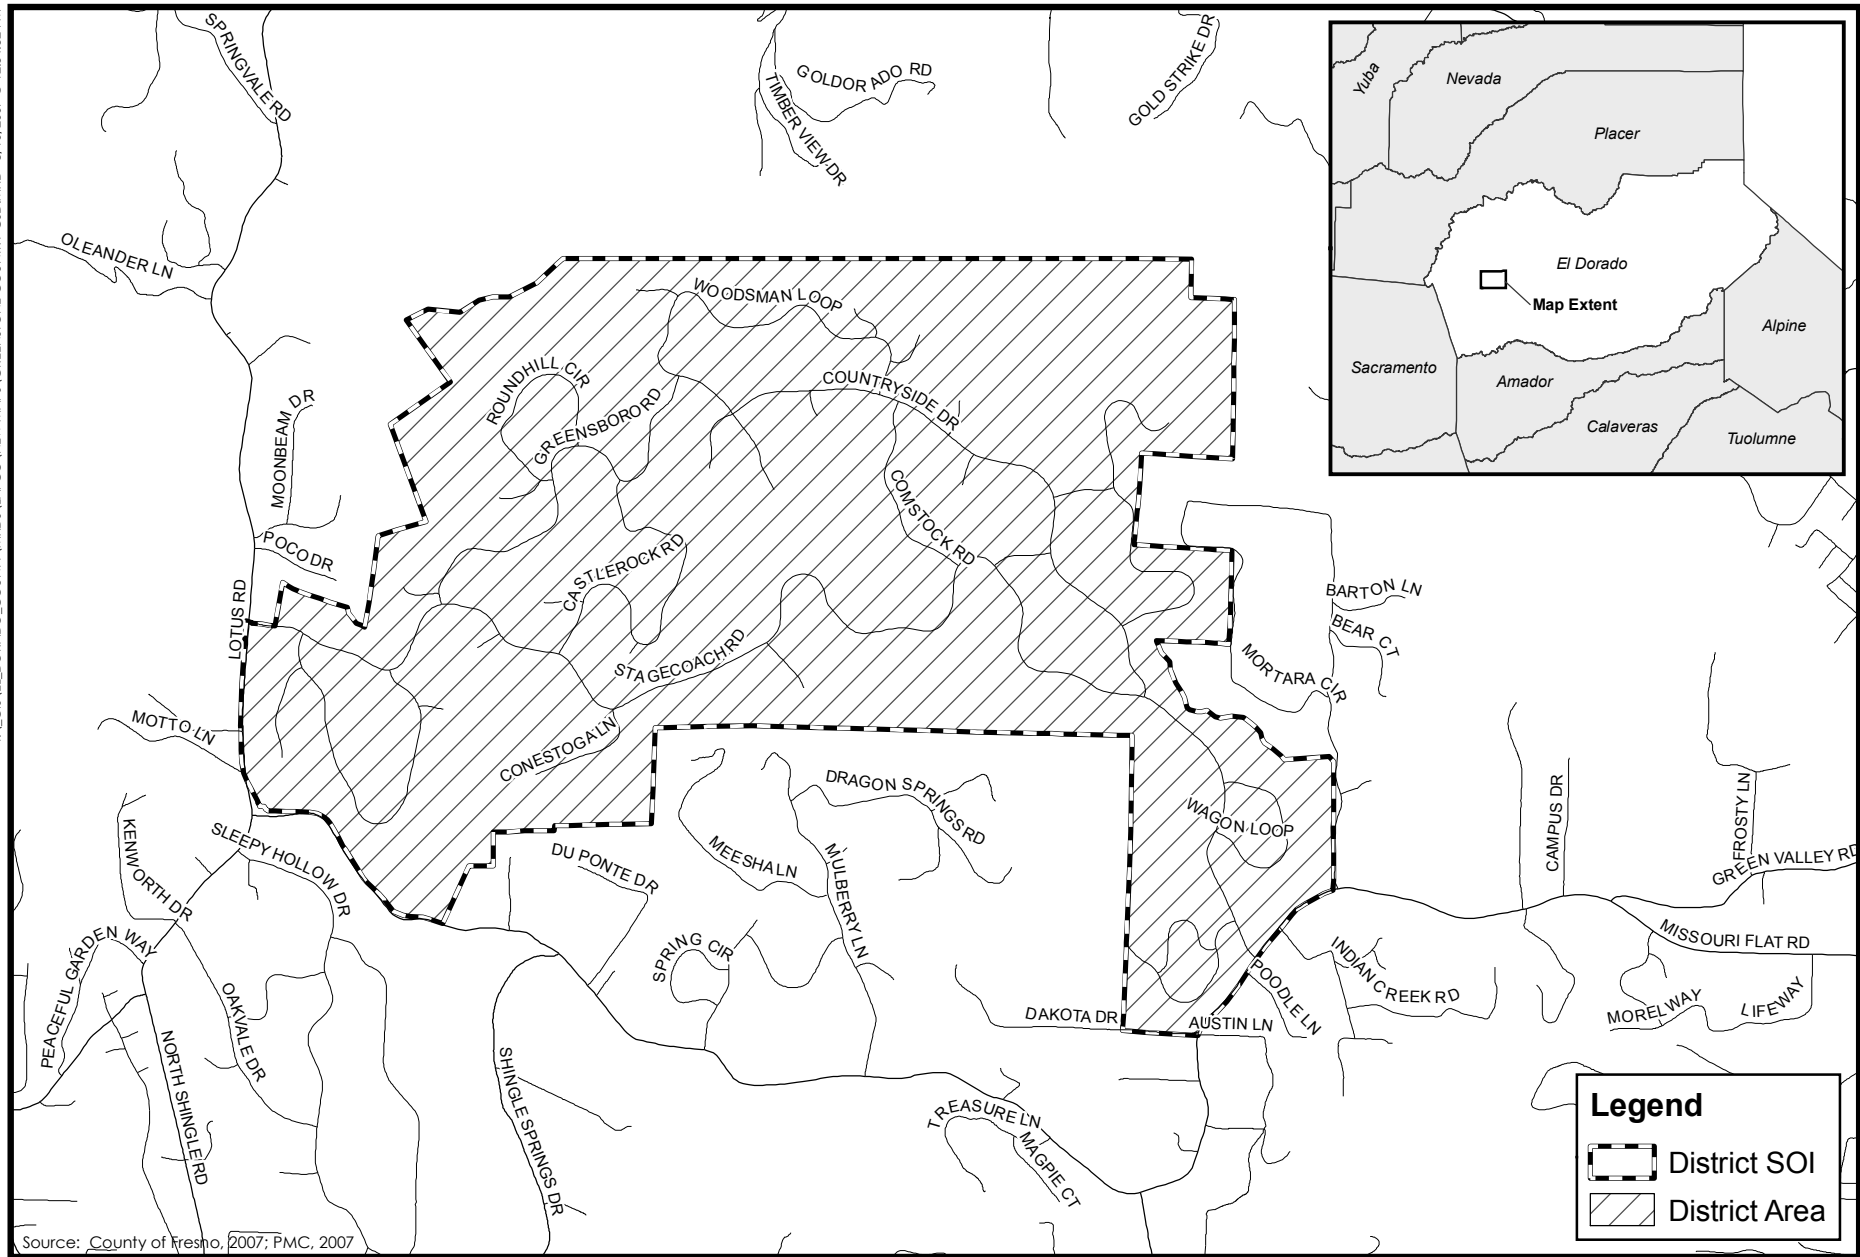 SPRINGVALE RD
TIMBER VIEW DR
GOLDORADO RD
GOLD STRIKE DR
Yuba
Nevada
Placer
El Dorado
Map Extent
Sacramento
Amador
Alpine
Calaveras
Tuolumne
OLEANDER LN
WOODSMAN LOOP
ROUNDHILL CIR
GREENSBORO RD
COUNTRYSIDE DR
MOONBEAM DR
COMSTOCK RD
POCO DR
CASTLEROCK RD
LOTUS RD
STAGECOACH RD
BARTON LN
BEAR CT
MORTARA CIR
MOTTO LN
CONESTOGA LN
DRAGON SPRINGS RD
WAGON LOOP
CAMPUS DR
FROSTY LN
GREEN VALLEY RD
KENWORTH DR
SLEEPY HOLLOW DR
DU PONTE DR
MEESHA LN
MULBERRY LN
PEACEFUL GARDEN WAY
SPRING CIR
OAKVALE DR
INDIAN CREEK RD
POODLE LN
MISSOURI FLAT RD
MOREL WAY
LIFEWAY
DAKOTA DR
AUSTIN LN
NORTH SHINGLE RD
SHINGLE SPRINGS DR
TREASURE LN
MAGPIE CT
Legend
District SOI
District Area
Source: County of Fresno, 2007; PMC, 2007